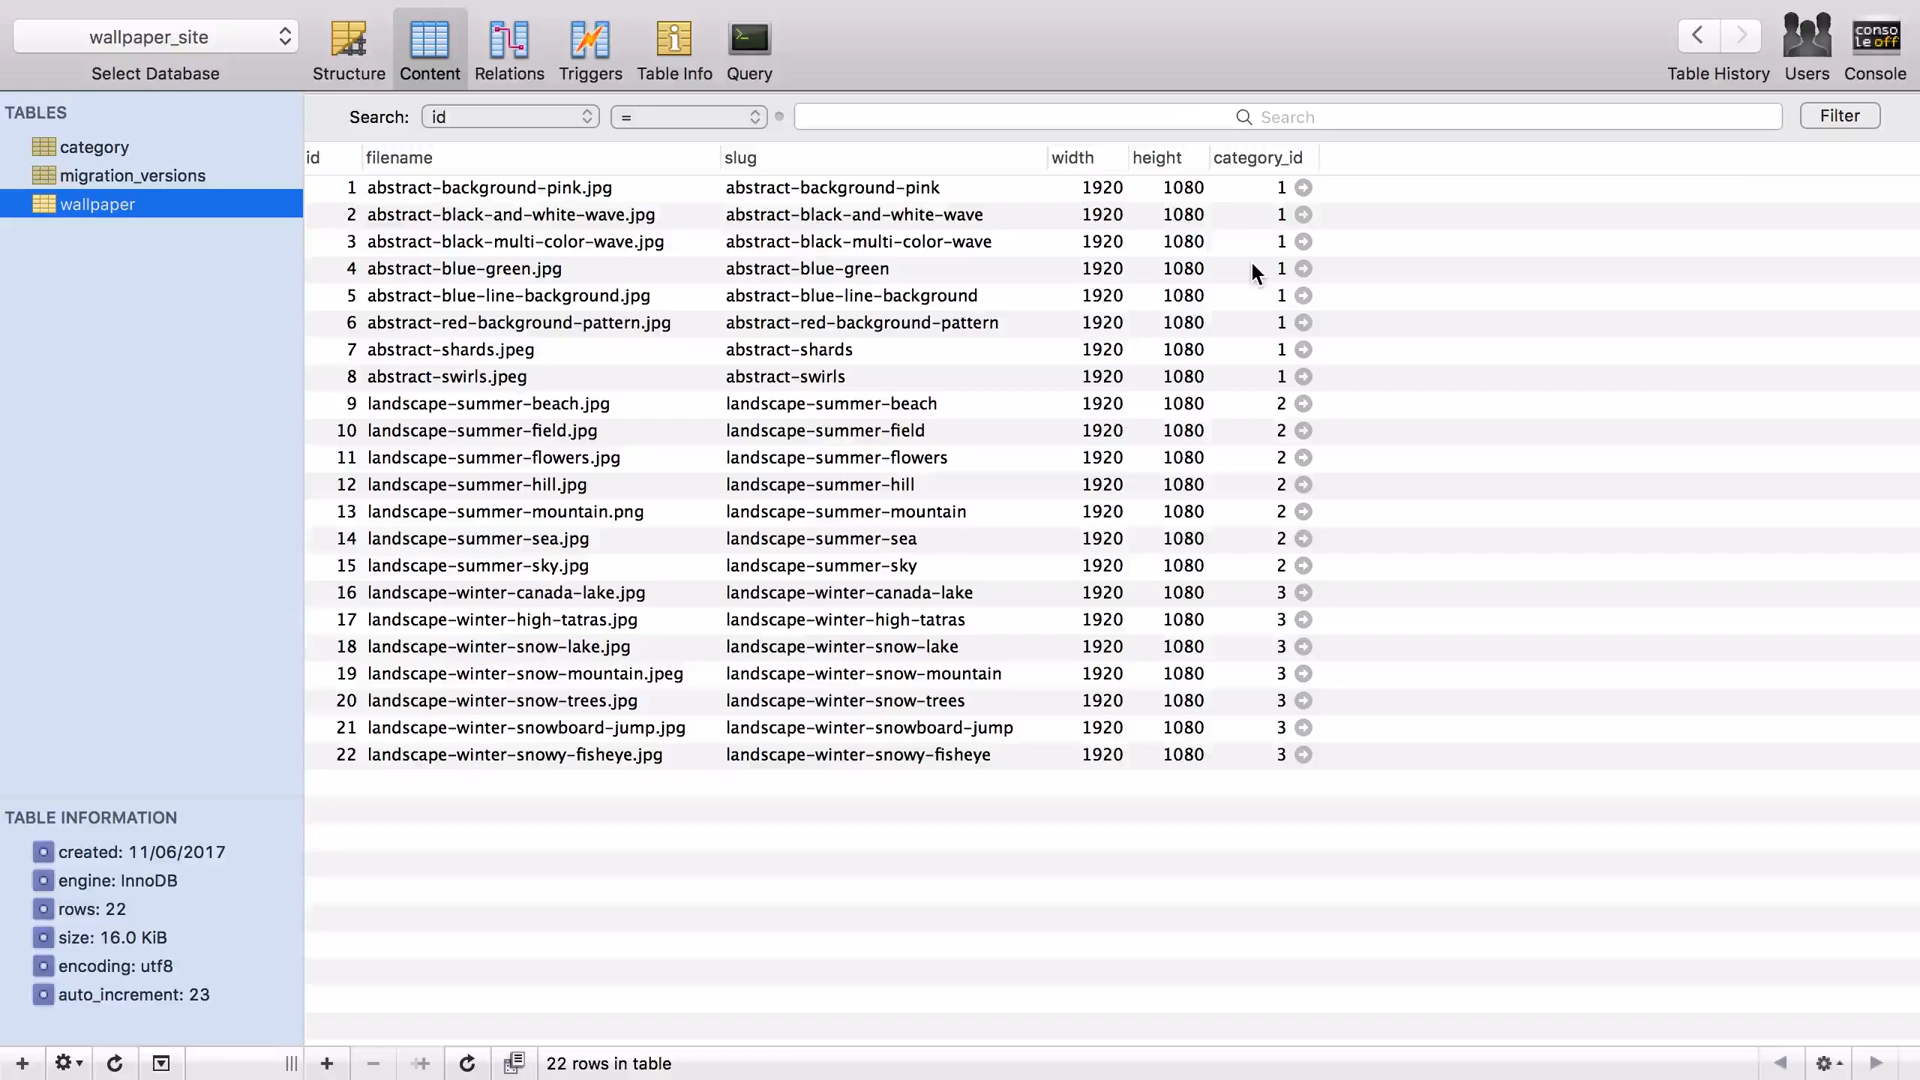 wallpaper_site
Select Database
Structure
Content
Relations
Triggers
Table Info
Query
Table History
Users
conso
le off
Console
TABLES
category
migration_versions
wallpaper
Search: id = Search Filter
id filename slug width height category_id
1 abstract-background-pink.jpg abstract-background-pink 1920 1080 1
2 abstract-black-and-white-wave.jpg abstract-black-and-white-wave 1920 1080 1
3 abstract-black-multi-color-wave.jpg abstract-black-multi-color-wave 1920 1080 1
4 abstract-blue-green.jpg abstract-blue-green 1920 1080 1
5 abstract-blue-line-background.jpg abstract-blue-line-background 1920 1080 1
6 abstract-red-background-pattern.jpg abstract-red-background-pattern 1920 1080 1
7 abstract-shards.jpeg abstract-shards 1920 1080 1
8 abstract-swirls.jpeg abstract-swirls 1920 1080 1
9 landscape-summer-beach.jpg landscape-summer-beach 1920 1080 2
10 landscape-summer-field.jpg landscape-summer-field 1920 1080 2
11 landscape-summer-flowers.jpg landscape-summer-flowers 1920 1080 2
12 landscape-summer-hill.jpg landscape-summer-hill 1920 1080 2
13 landscape-summer-mountain.png landscape-summer-mountain 1920 1080 2
14 landscape-summer-sea.jpg landscape-summer-sea 1920 1080 2
15 landscape-summer-sky.jpg landscape-summer-sky 1920 1080 2
16 landscape-winter-canada-lake.jpg landscape-winter-canada-lake 1920 1080 3
17 landscape-winter-high-tatras.jpg landscape-winter-high-tatras 1920 1080 3
18 landscape-winter-snow-lake.jpg landscape-winter-snow-lake 1920 1080 3
19 landscape-winter-snow-mountain.jpeg landscape-winter-snow-mountain 1920 1080 3
20 landscape-winter-snow-trees.jpg landscape-winter-snow-trees 1920 1080 3
21 landscape-winter-snowboard-jump.jpg landscape-winter-snowboard-jump 1920 1080 3
22 landscape-winter-snowy-fisheye.jpg landscape-winter-snowy-fisheye 1920 1080 3
TABLE INFORMATION
created: 11/06/2017
engine: InnoDB
rows: 22
size: 16.0 KiB
encoding: utf8
auto_increment: 23
22 rows in table